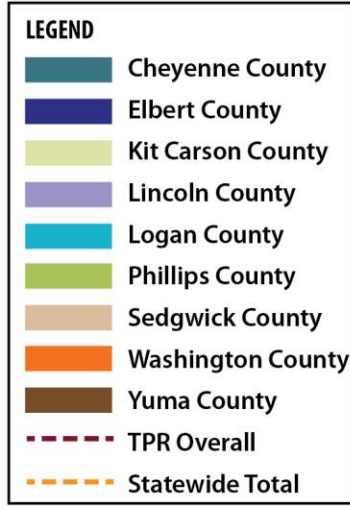 LEGEND
Cheyenne County
Elbert County
Kit Carson County
Lincoln County
Logan County
Phillips County
Sedgwick County
Washington County
Yuma County
TPR Overall
Statewide Total